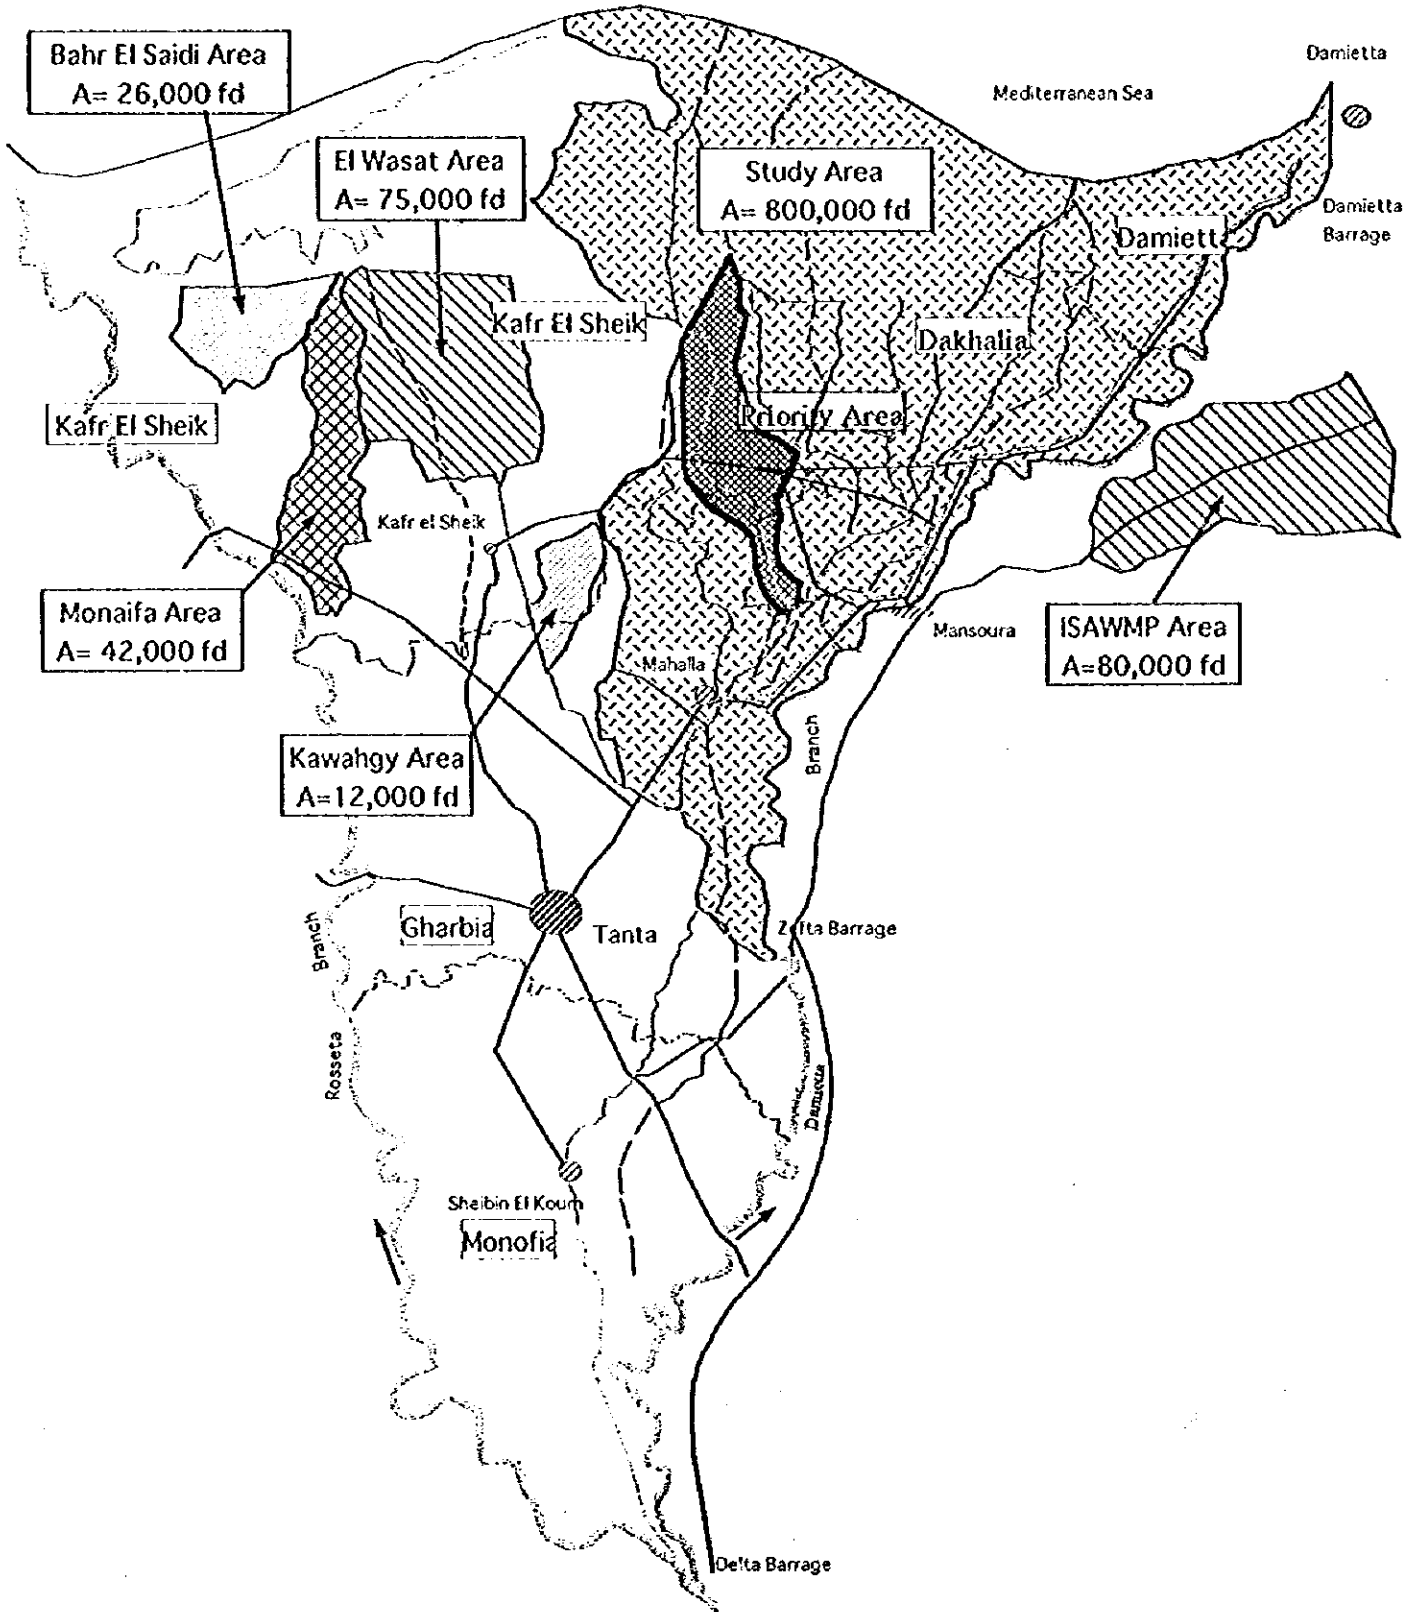 Bahr El Saidi Area
A= 26,000 fd
Damietta
Mediterranean Sea
El Wasat Area
A= 75,000 fd
Study Area
A= 800,000 fd
Damietta
Barrage
Damiett
Kafr El Sheik
Dakhalia
Kafr El Sheik
Priority Area
Kafr el Sheik
Monaifa Area
A= 42,000 fd
Mansoura
ISAWMP Area
A=80,000 fd
Mahalla
Kawahgy Area
A=12,000 fd
Branch
Gharbia
Tanta
Zefta Barrage
Branch
Rosseta
Damiette
Sheibin El Koum
Monofia
Delta Barrage